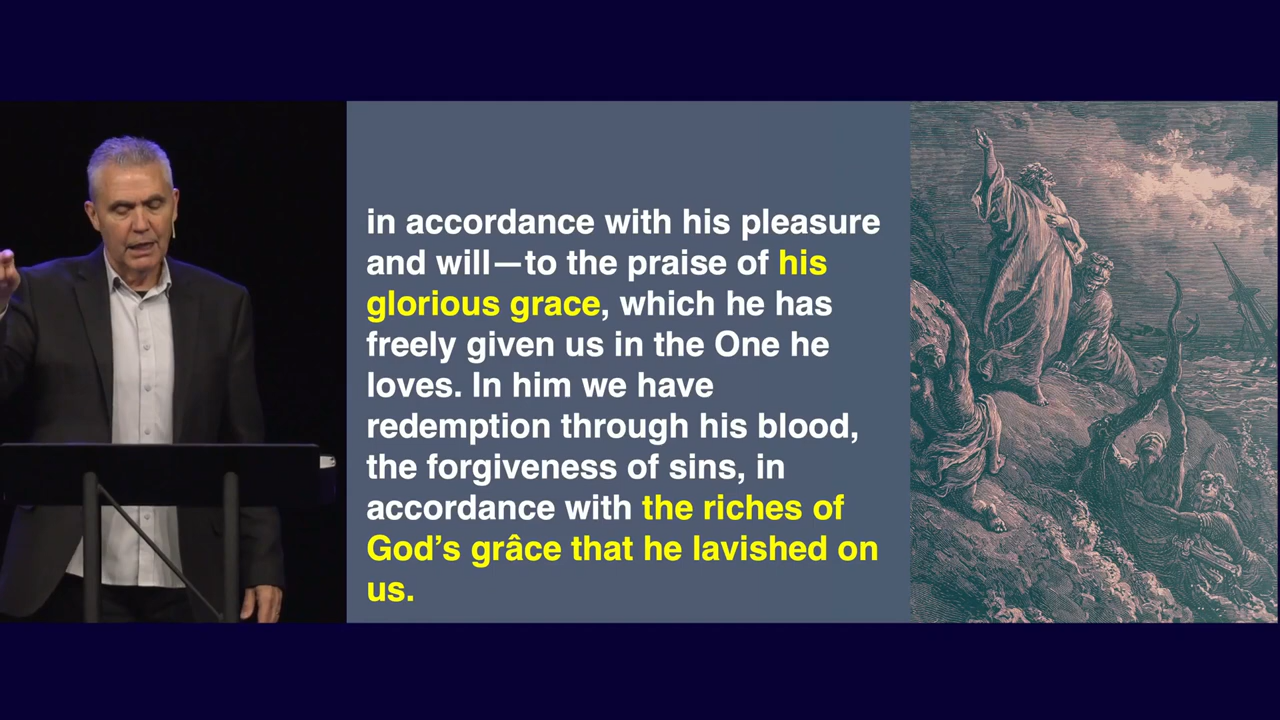 in accordance with his pleasure
and will—to the praise of his
glorious grace, which he has
freely given us in the One he
loves. In him we have
redemption through his blood,
the forgiveness of sins, in
accordance with the riches of
God’s grâce that he lavished on
us.